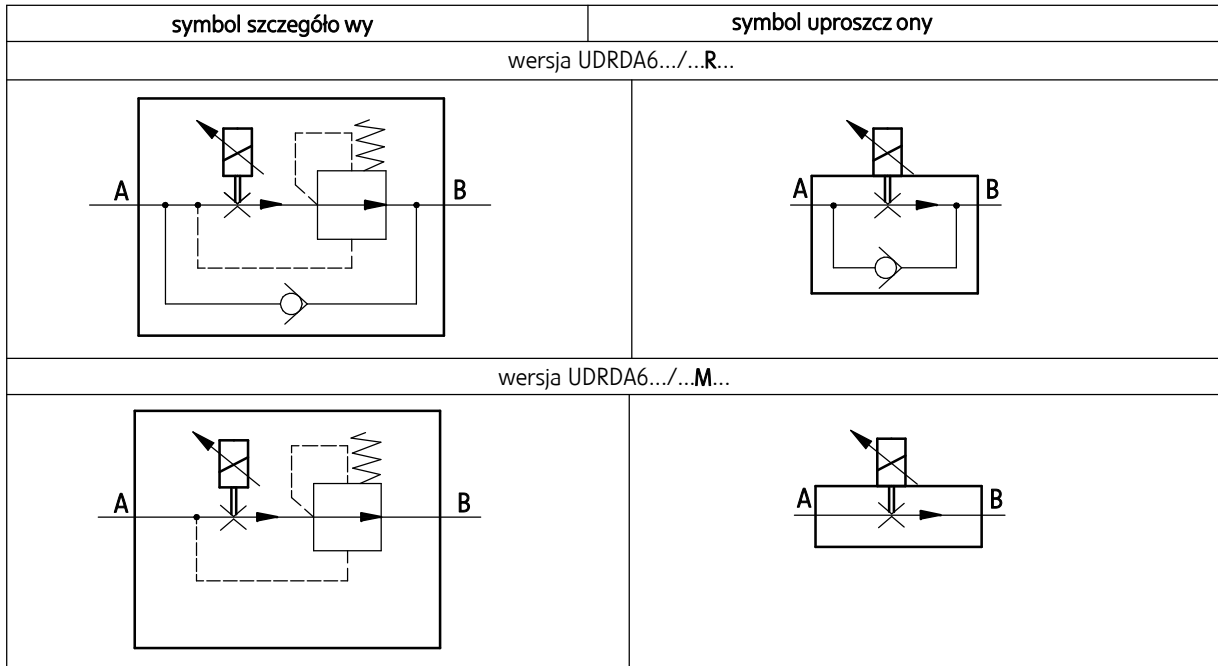 symbol szczegóło wy
symbol uproszcz ony
wersja UDRDA6.../...R...
A
B
A
B
wersja UDRDA6.../...M...
A
B
A
B